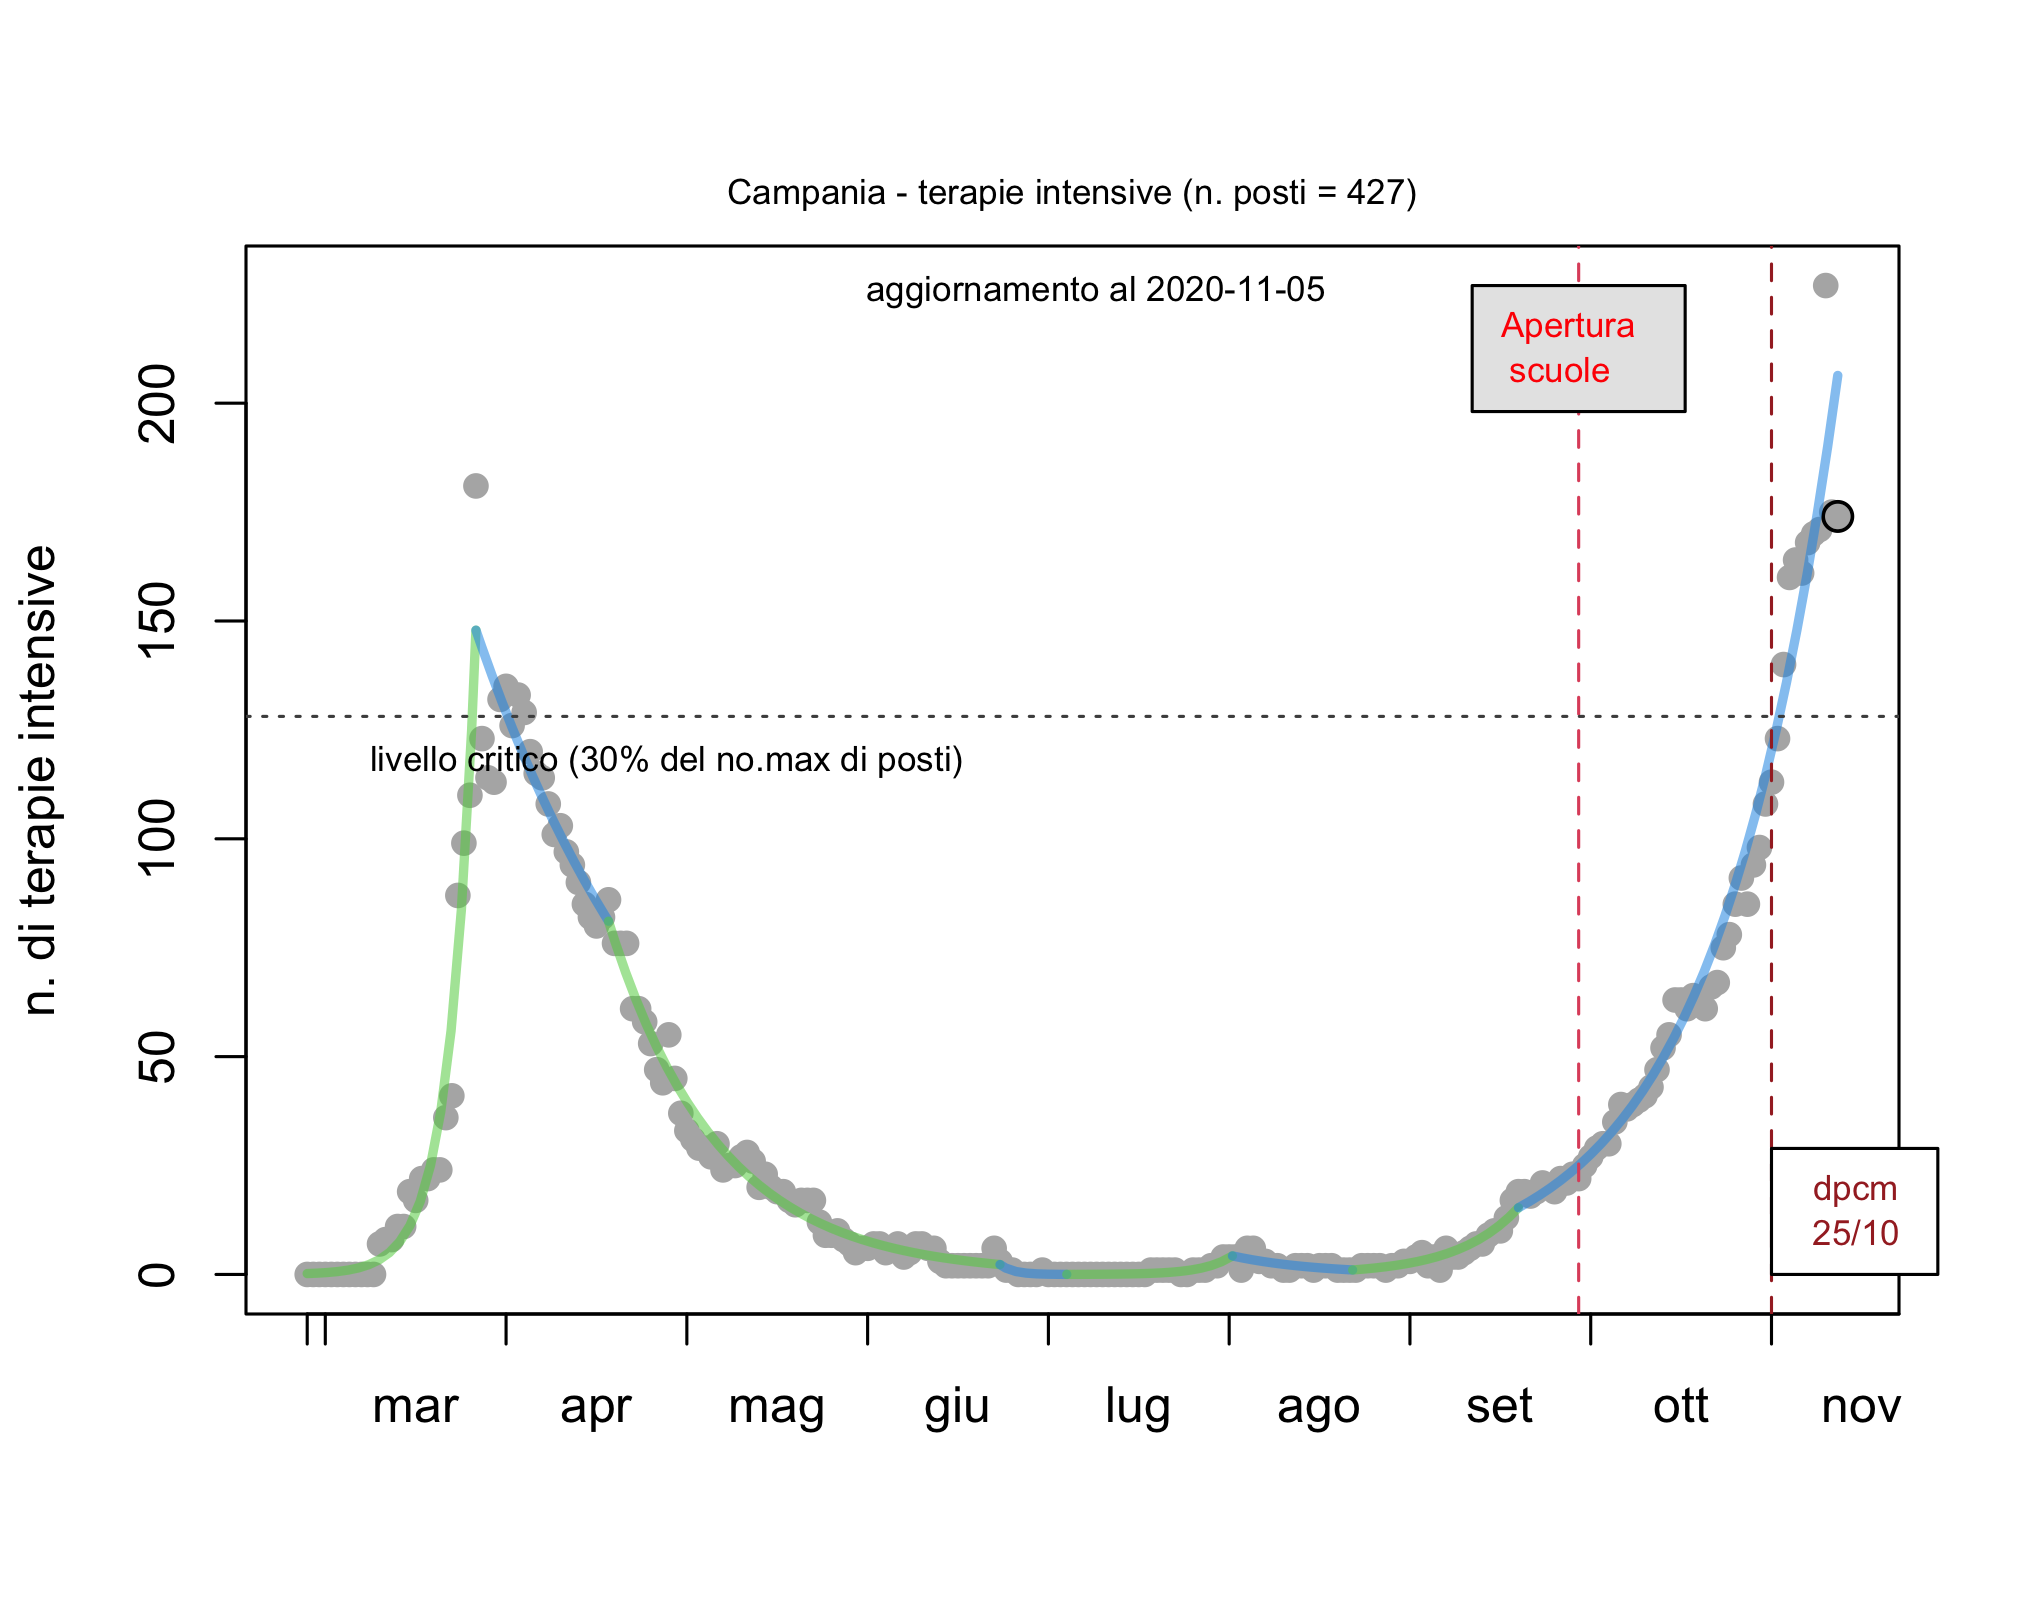 Campania - terapie intensive (n. posti = 427)
aggiornamento al 2020-11-05
Apertura
scuole
livello critico (30% del no.max di posti)
dpcm
25/10
n. di terapie intensive
200
150
100
50
0
mar apr mag giu lug ago set ott nov